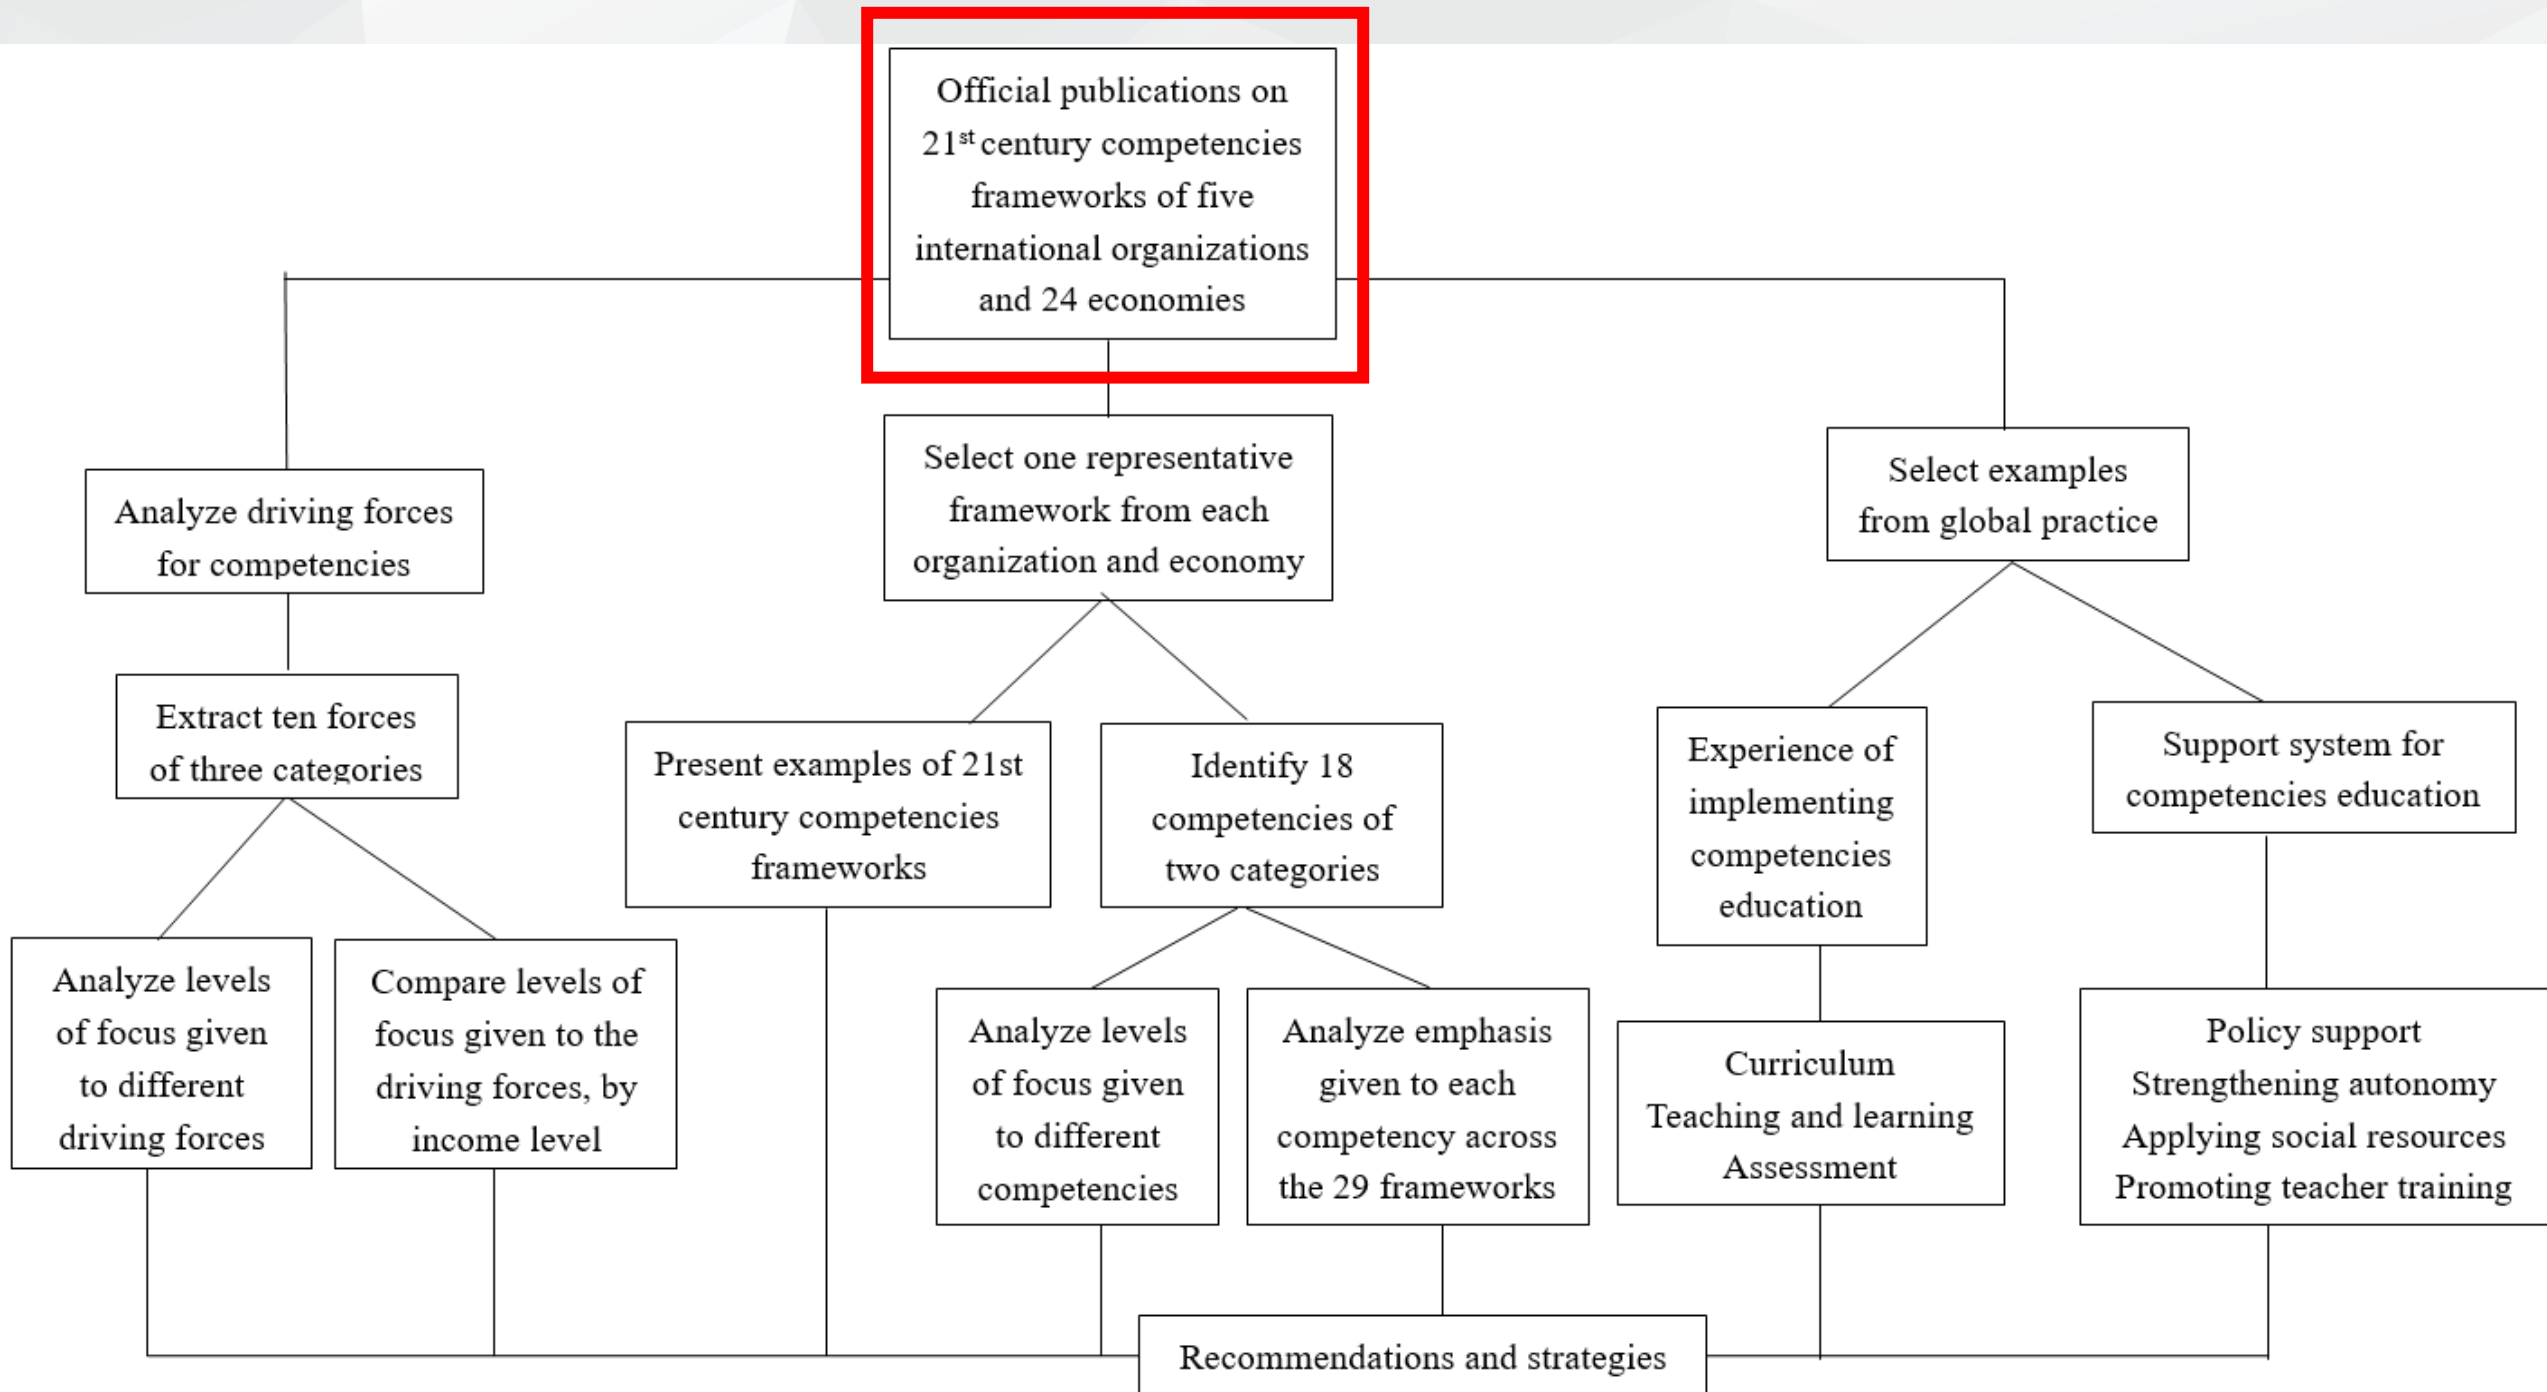 Official publications on
21st century competencies
frameworks of five
international organizations
and 24 economies
Analyze driving forces
for competencies
Select one representative
framework from each
organization and economy
Select examples
from global practice
Extract ten forces
of three categories
Present examples of 21st
century competencies
frameworks
Identify 18
competencies of
two categories
Experience of
implementing
competencies
education
Support system for
competencies education
Analyze levels
of focus given
to different
driving forces
Compare levels of
focus given to the
driving forces, by
income level
Analyze levels
of focus given
to different
competencies
Analyze emphasis
given to each
competency across
the 29 frameworks
Curriculum
Teaching and learning
Assessment
Policy support
Strengthening autonomy
Applying social resources
Promoting teacher training
Recommendations and strategies